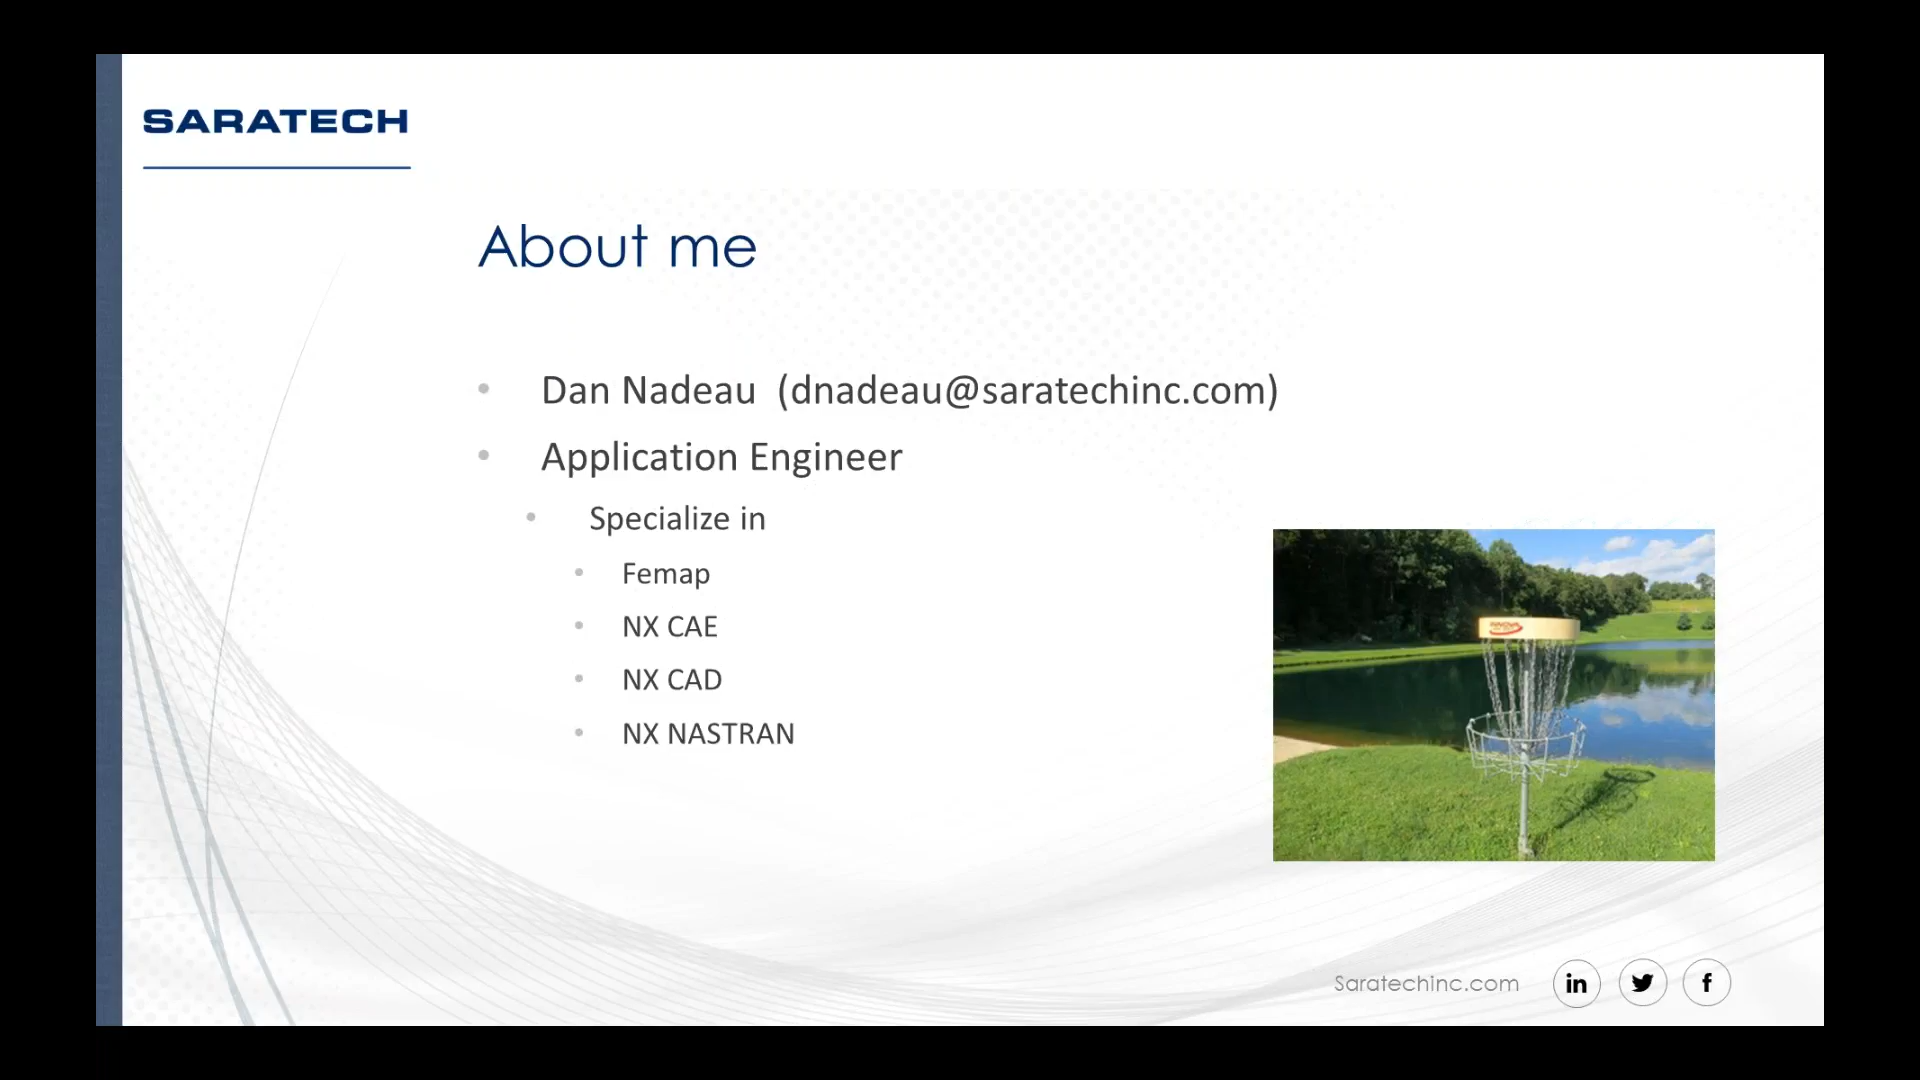 SARATECH
About me
• Dan Nadeau (dnadeau@saratechinc.com)
• Application Engineer
• Specialize in
• Femap
• NX CAE
• NX CAD
• NX NASTRAN
INNOVA
Saratechinc.com
in
f